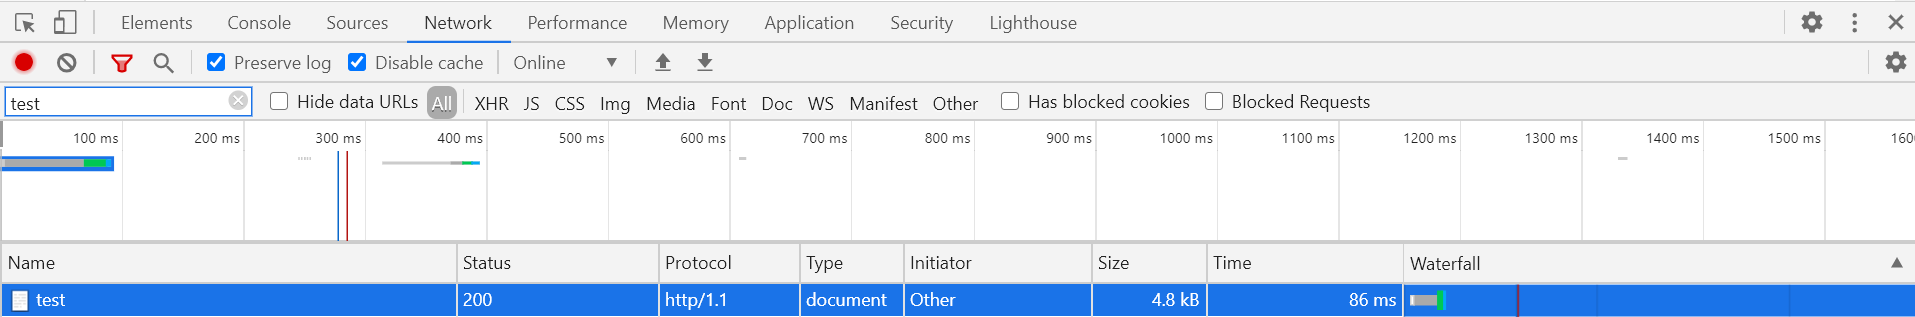 Elements Console Sources Network Performance Memory Application Security Lighthouse
Preserve log Disable cache Online
test Hide data URLs All XHR JS CSS Img Media Font Doc WS Manifest Other Has blocked cookies Blocked Requests
100 ms 200 ms 300 ms 400 ms 500 ms 600 ms 700 ms 800 ms 900 ms 1000 ms 1100 ms 1200 ms 1300 ms 1400 ms 1500 ms 1600
Name Status Protocol Type Initiator Size Time Waterfall
test 200 http/1.1 document Other 4.8 kB 86 ms